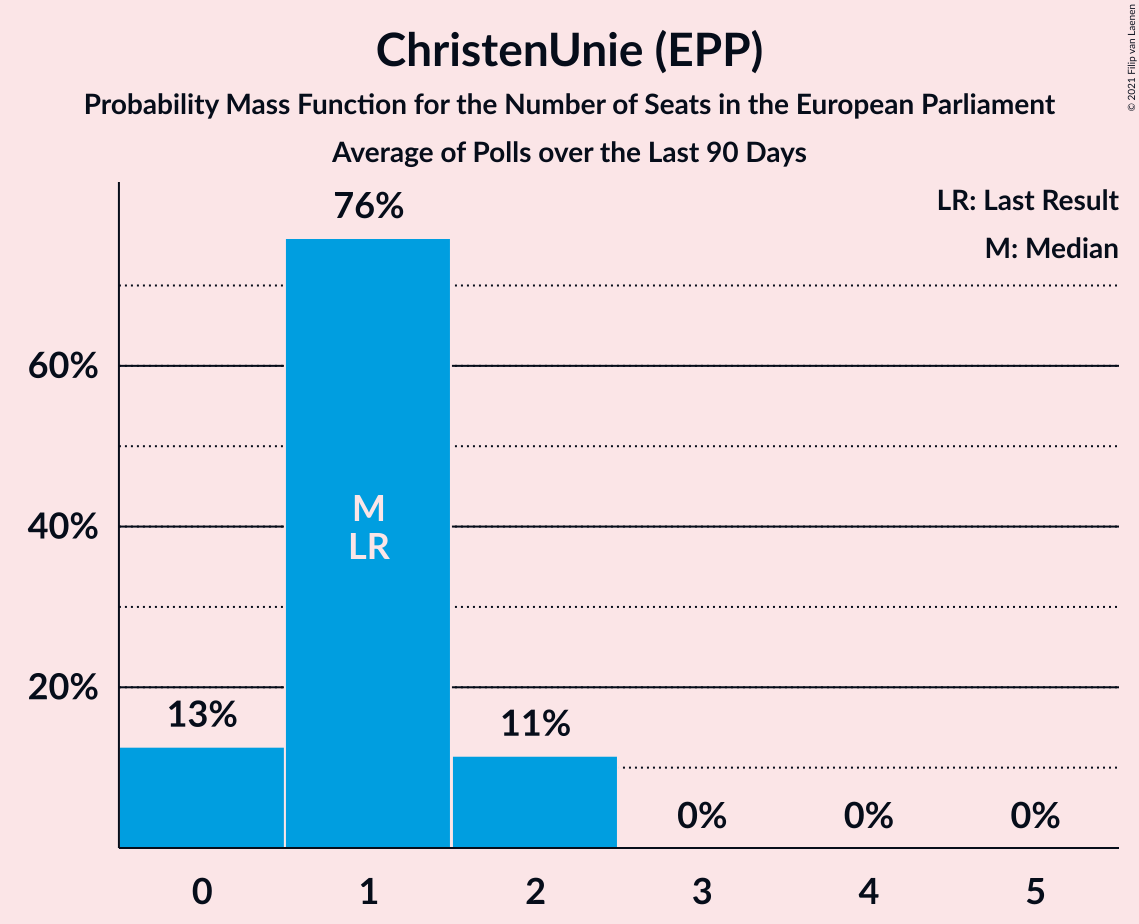 ChristenUnie (EPP)
Probability Mass Function for the Number of Seats in the European Parliament
Average of Polls over the Last 90 Days
© 2021 Filip van Laenen
LR: Last Result
M: Median
76%
60%
M
40%
LR
20%
13%
11%
0%
0%
0%
0
1
2
3
4
5